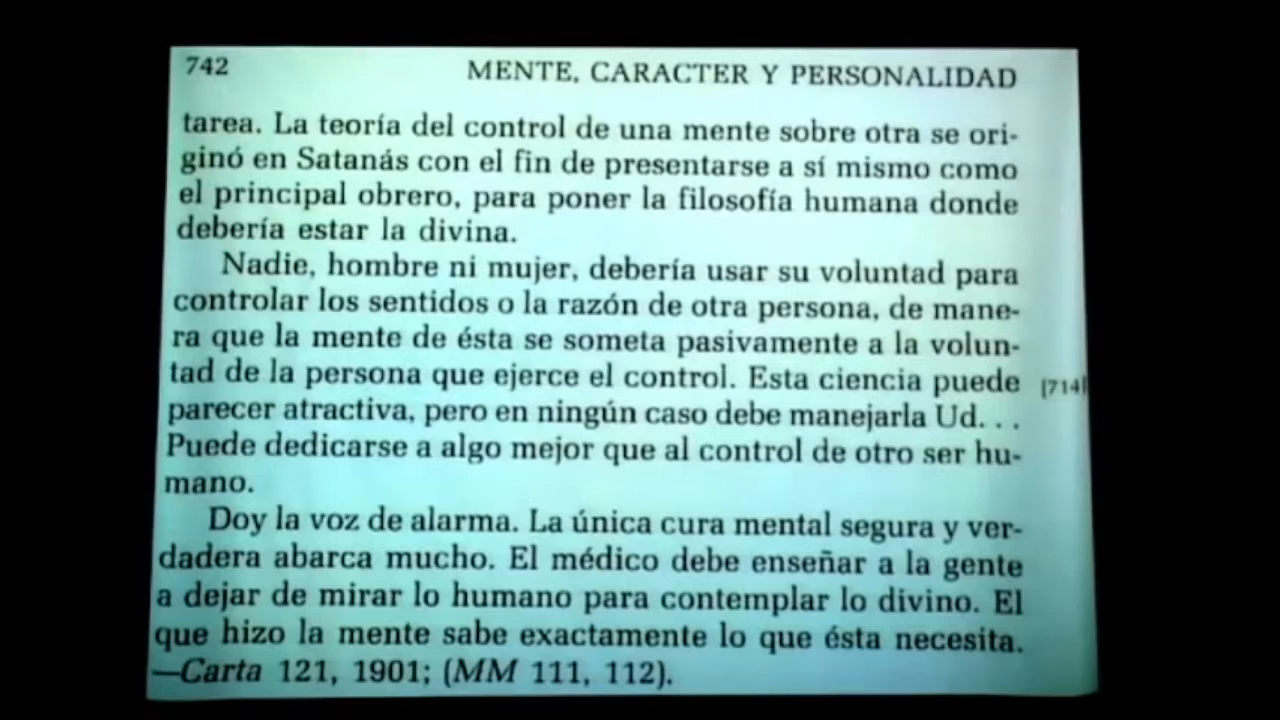 742 MENTE, CARACTER Y PERSONALIDAD
tarea. La teoría del control de una mente sobre otra se ori-
ginó en Satanás con el fin de presentarse a sí mismo como
el principal obrero, para poner la filosofía humana donde
debería estar la divina.
Nadie, hombre ni mujer, debería usar su voluntad para
controlar los sentidos o la razón de otra persona, de mane-
ra que la mente de ésta se someta pasivamente a la volun-
tad de la persona que ejerce el control. Esta ciencia puede [714]
parecer atractiva, pero en ningún caso debe manejarla Ud. . .
Puede dedicarse a algo mejor que al control de otro ser hu-
mano.
Doy la voz de alarma. La única cura mental segura y ver-
dadera abarca mucho. El médico debe enseñar a la gente
a dejar de mirar lo humano para contemplar lo divino. El
que hizo la mente sabe exactamente lo que ésta necesita.
—Carta 121, 1901; (MM 111, 112).